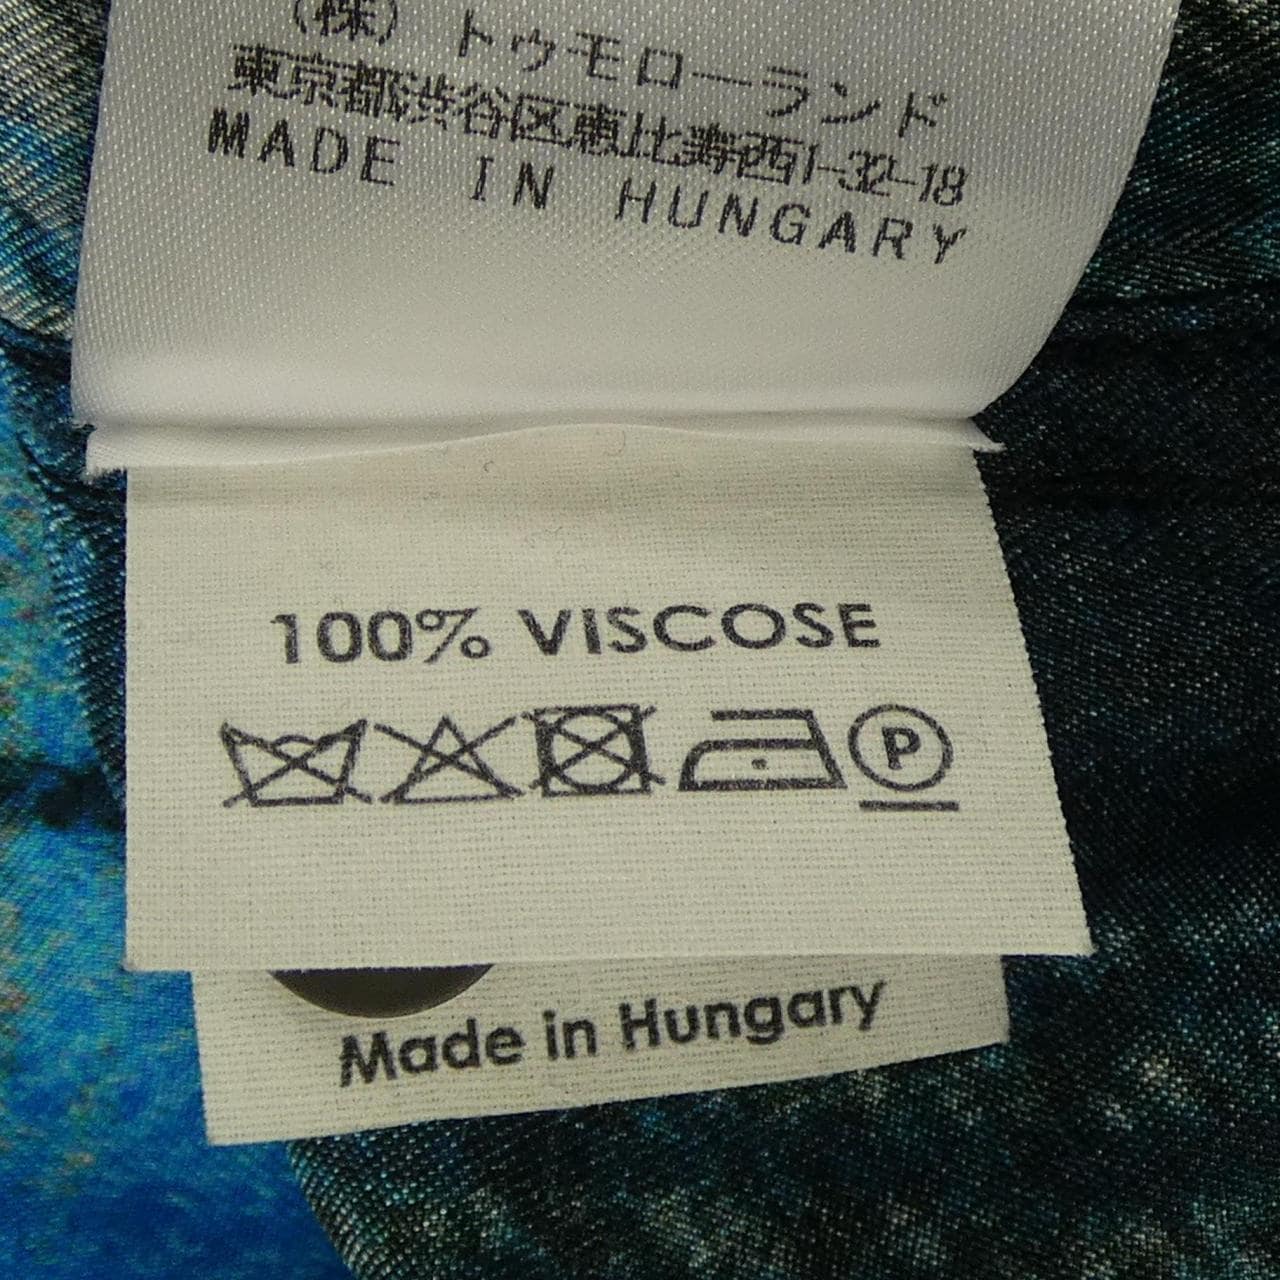 (株) トゥモローランド
東京都渋谷区恵比寿西1-32-18
MADE IN HUNGARY
100% VISCOSE
P
Made in Hungary